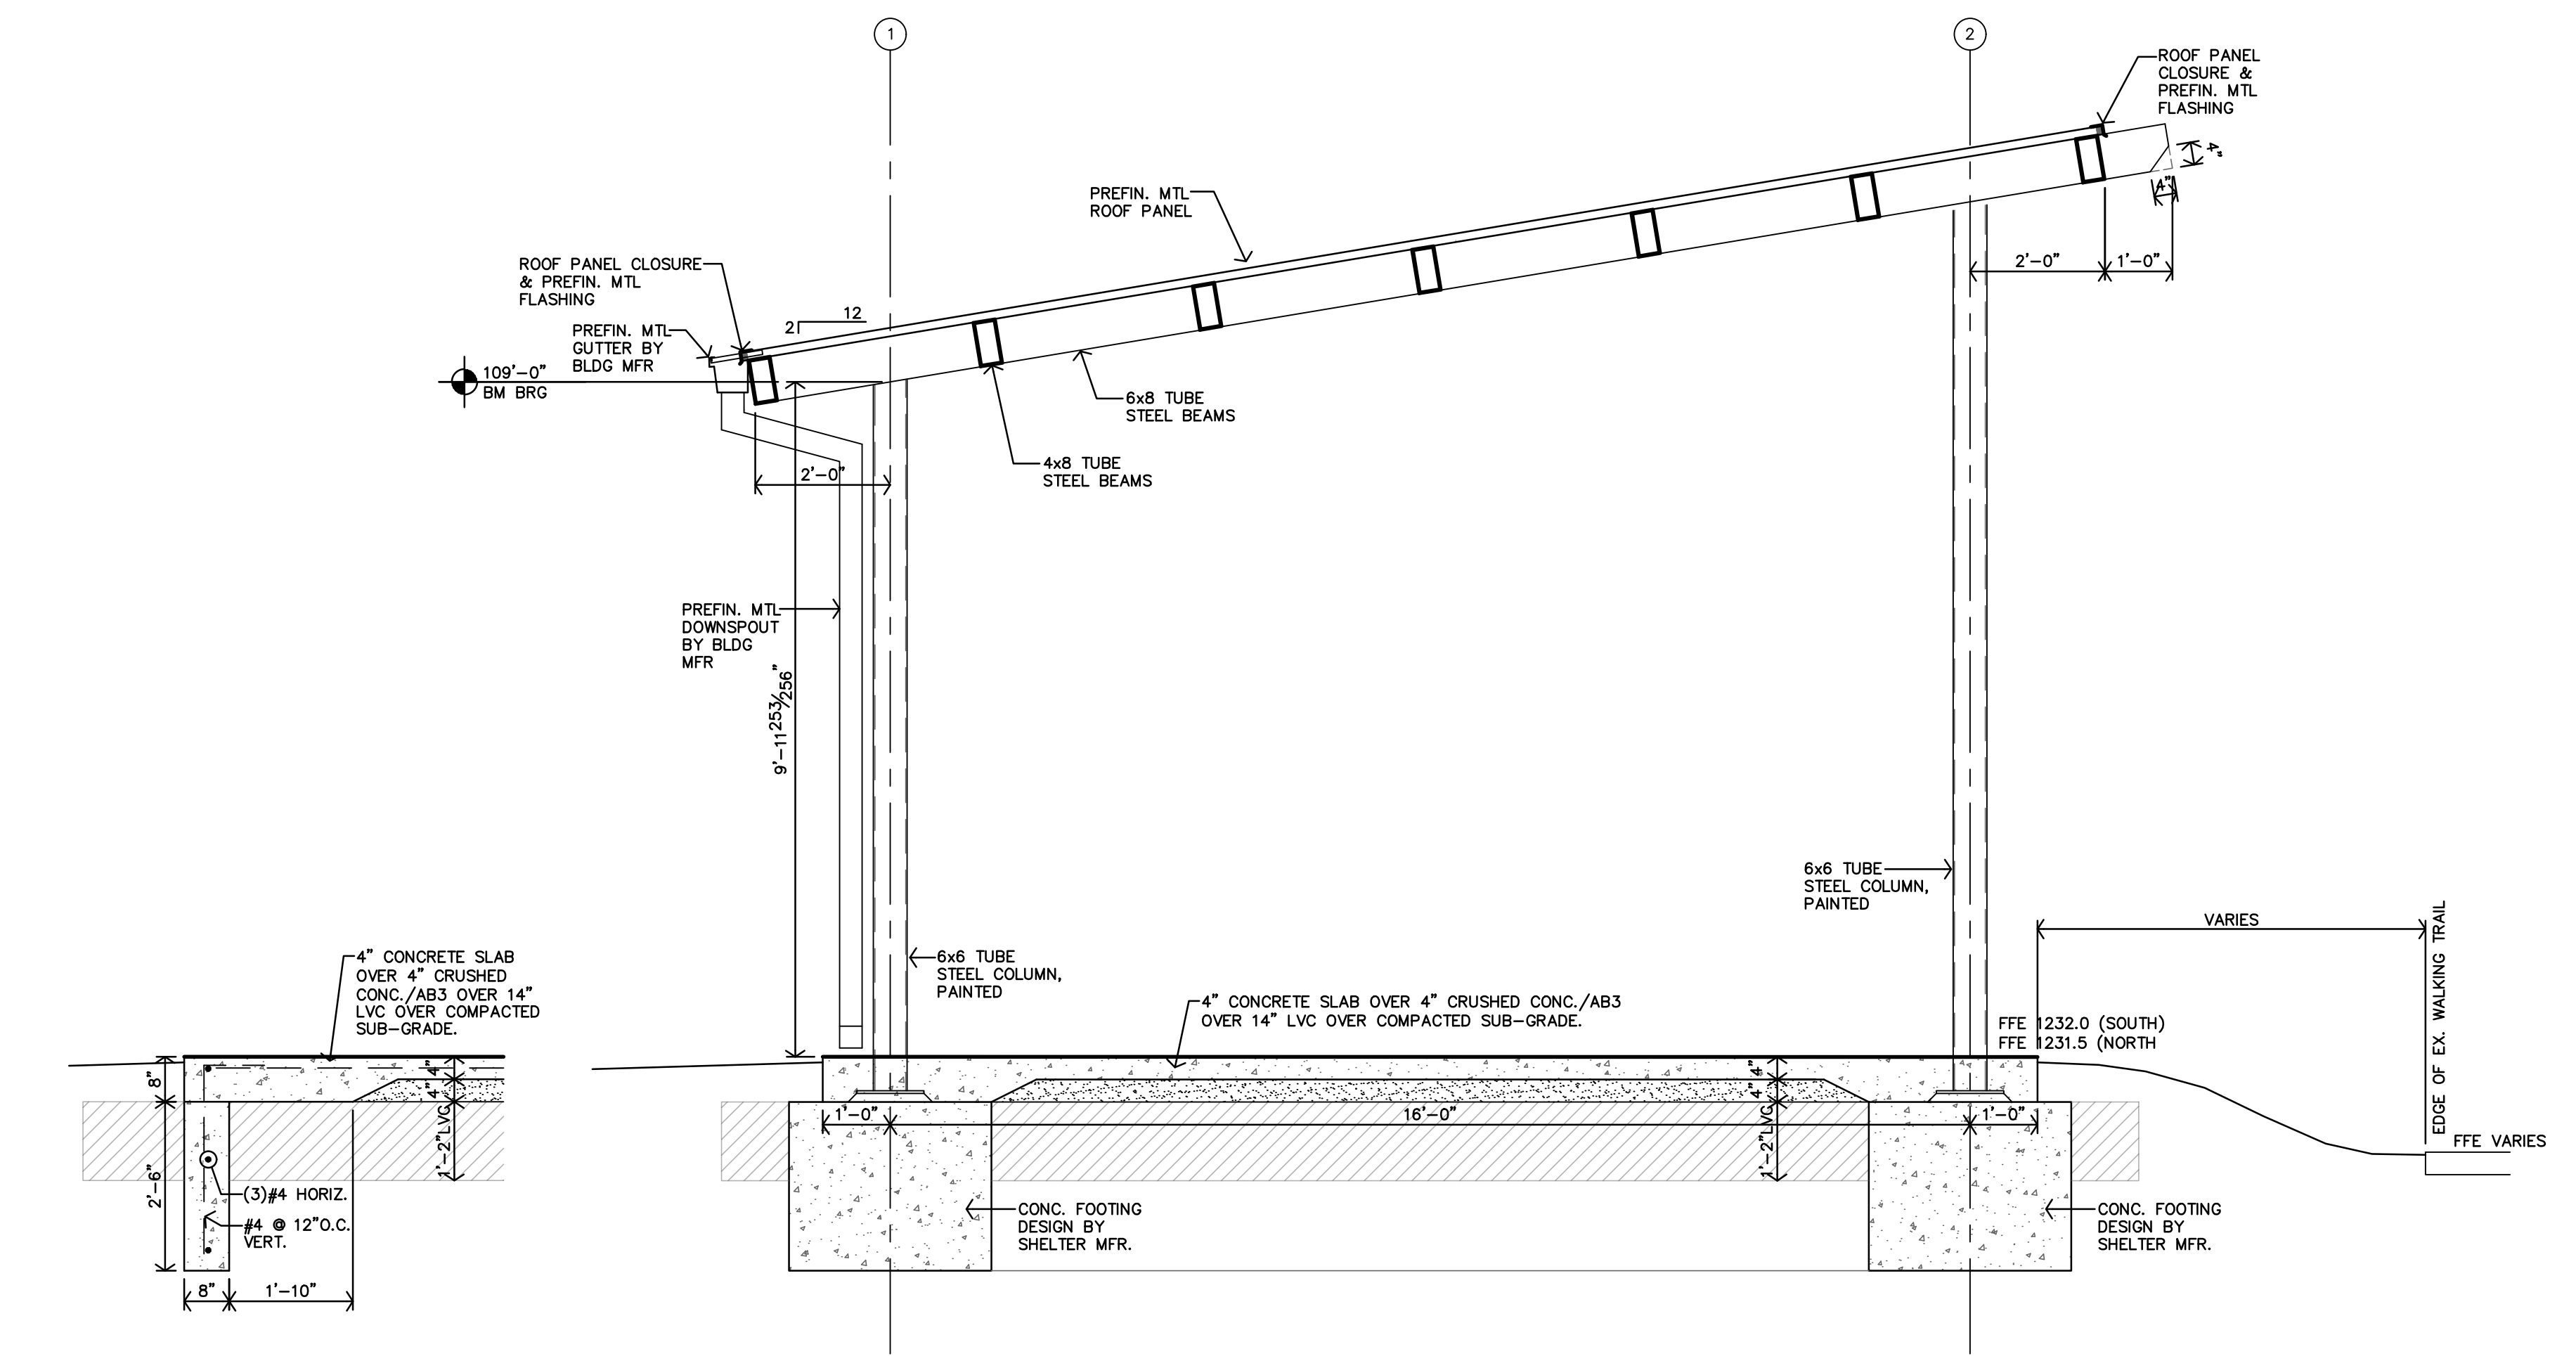 1
2
ROOF PANEL
CLOSURE &
PREFIN. MTL
FLASHING
4"
4"
PREFIN. MTL
ROOF PANEL
2'-0"
1'-0"
ROOF PANEL CLOSURE
& PREFIN. MTL
FLASHING
12
2
PREFIN. MTL
GUTTER BY
BLDG MFR
109'-0"
BM BRG
6x8 TUBE
STEEL BEAMS
4x8 TUBE
STEEL BEAMS
2'-0"
PREFIN. MTL
DOWNSPOUT
BY BLDG
MFR
9'-11253/256"
6x6 TUBE
STEEL COLUMN,
PAINTED
6x6 TUBE
STEEL COLUMN,
PAINTED
VARIES
EDGE OF EX. WALKING TRAIL
4" CONCRETE SLAB
OVER 4" CRUSHED
CONC./AB3 OVER 14"
LVC OVER COMPACTED
SUB-GRADE.
4" CONCRETE SLAB OVER 4" CRUSHED CONC./AB3
OVER 14" LVC OVER COMPACTED SUB-GRADE.
FFE 1232.0 (SOUTH)
FFE 1231.5 (NORTH
8"
4"
4"
1'-2"LVC
2'-6"
(3)#4 HORIZ.
#4 @ 12"O.C.
VERT.
8"
1'-10"
4"
4"
1'-2"LVC
1'-0"
16'-0"
1'-0"
FFE VARIES
CONC. FOOTING
DESIGN BY
SHELTER MFR.
CONC. FOOTING
DESIGN BY
SHELTER MFR.